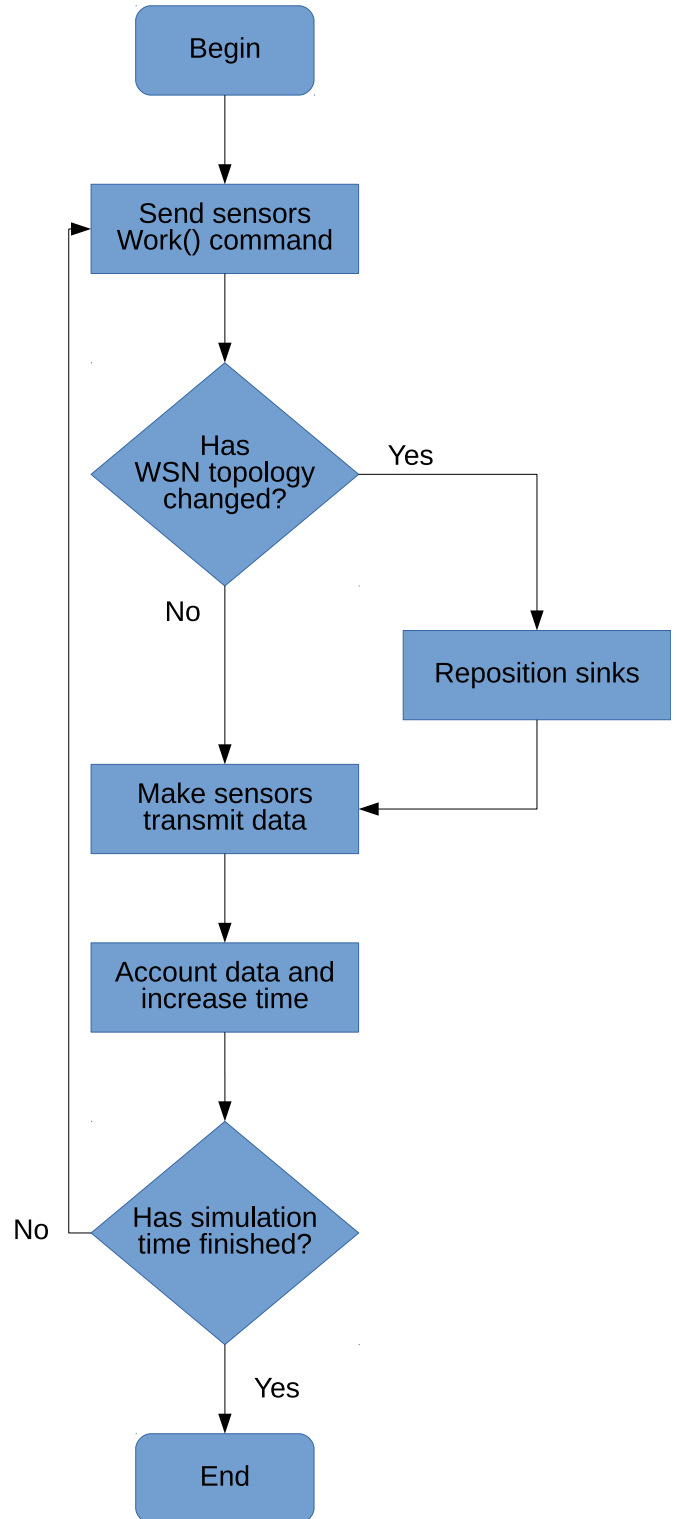 Begin
Send sensors
Work() command
Has
WSN topology
changed?
Yes
No
Reposition sinks
Make sensors
transmit data
Account data and
increase time
Has simulation
time finished?
No
Yes
End